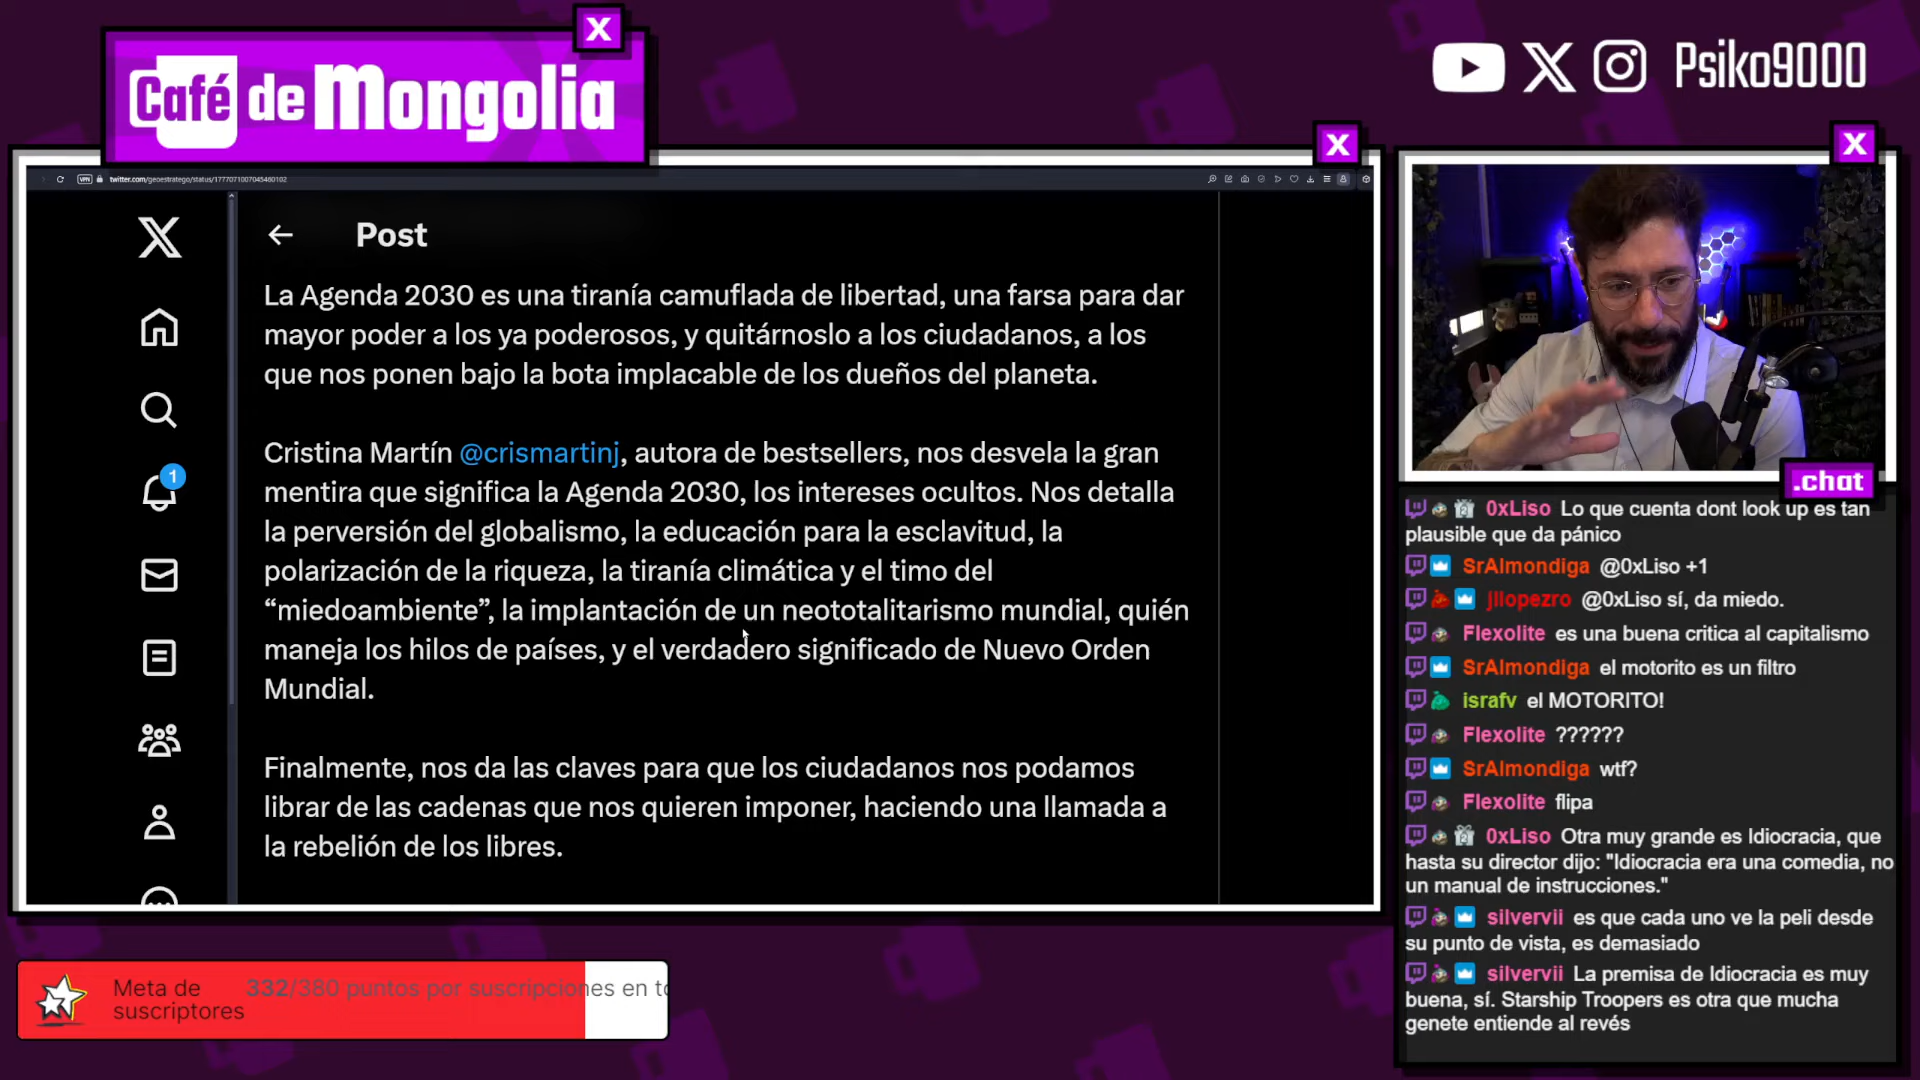 X
Café de Mongolia
Psiko9000
X
X
VPN
twitter.com/geoestratego/status/1777071007045460102
Post
La Agenda 2030 es una tiranía camuflada de libertad, una farsa para dar
mayor poder a los ya poderosos, y quitárnoslo a los ciudadanos, a los
que nos ponen bajo la bota implacable de los dueños del planeta.
Cristina Martín @crismartinj, autora de bestsellers, nos desvela la gran
mentira que significa la Agenda 2030, los intereses ocultos. Nos detalla
la perversión del globalismo, la educación para la esclavitud, la
polarización de la riqueza, la tiranía climática y el timo del
“miedoambiente”, la implantación de un neototalitarismo mundial, quién
maneja los hilos de países, y el verdadero significado de Nuevo Orden
Mundial.
Finalmente, nos da las claves para que los ciudadanos nos podamos
librar de las cadenas que nos quieren imponer, haciendo una llamada a
la rebelión de los libres.
1
.chat
0xLiso Lo que cuenta dont look up es tan
plausible que da pánico
SrAlmondiga @0xLiso +1
jllopezro @0xLiso sí, da miedo.
Flexolite es una buena critica al capitalismo
SrAlmondiga el motorito es un filtro
israfv el MOTORITO!
Flexolite ??????
SrAlmondiga wtf?
Flexolite flipa
0xLiso Otra muy grande es Idiocracia, que
hasta su director dijo: "Idiocracia era una comedia, no
un manual de instrucciones."
silvervii es que cada uno ve la peli desde
su punto de vista, es demasiado
silvervii La premisa de Idiocracia es muy
buena, sí. Starship Troopers es otra que mucha
genete entiende al revés
Meta de
suscriptores
332/380 puntos por suscripciones en to